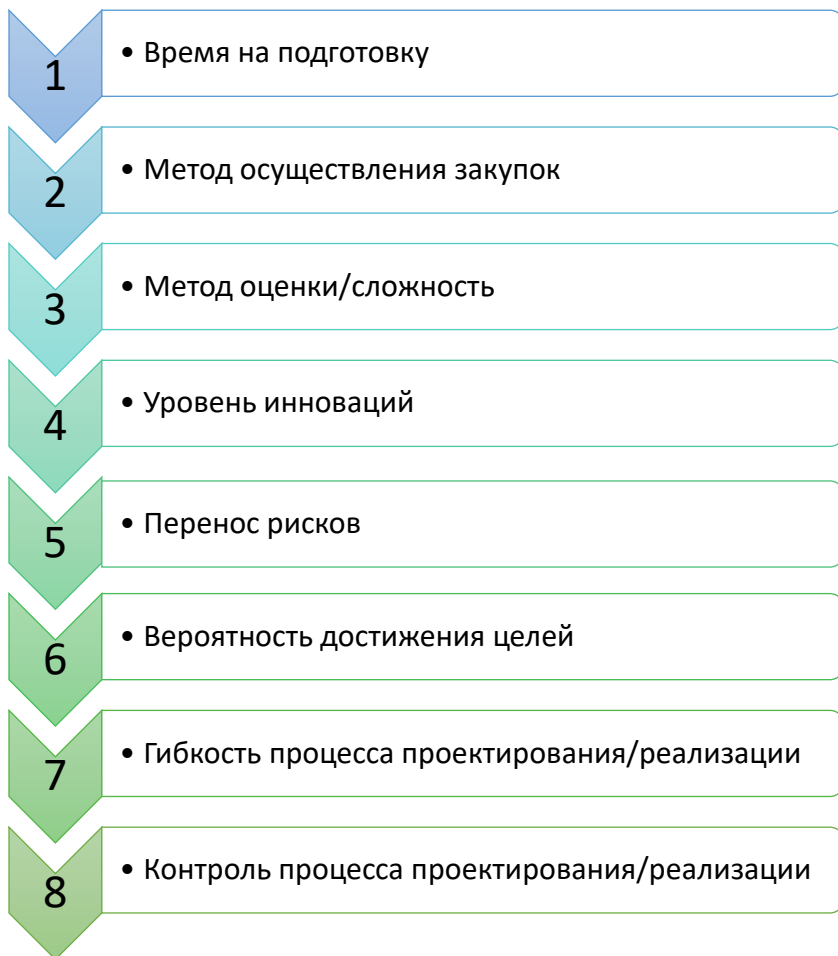 1
• Время на подготовку
2
• Метод осуществления закупок
3
• Метод оценки/сложность
4
• Уровень инноваций
5
• Перенос рисков
6
• Вероятность достижения целей
7
• Гибкость процесса проектирования/реализации
8
• Контроль процесса проектирования/реализации